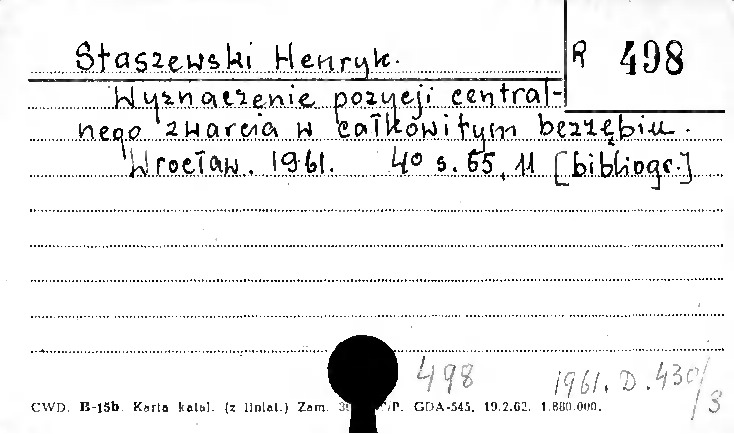 Staszewski Henryk.
R 498
Wyznaczenie pozycji central-
nego zwarcia w całkowitym bezzębiu.
Wrocław. 1961. 4° s. 65, 11 [bibliogr.]
498
1961. D. 430/3
CWD. B-15b. Karta katal. (z liniat.) Zam. GDA-545. 19.2.62. 1.880.000.